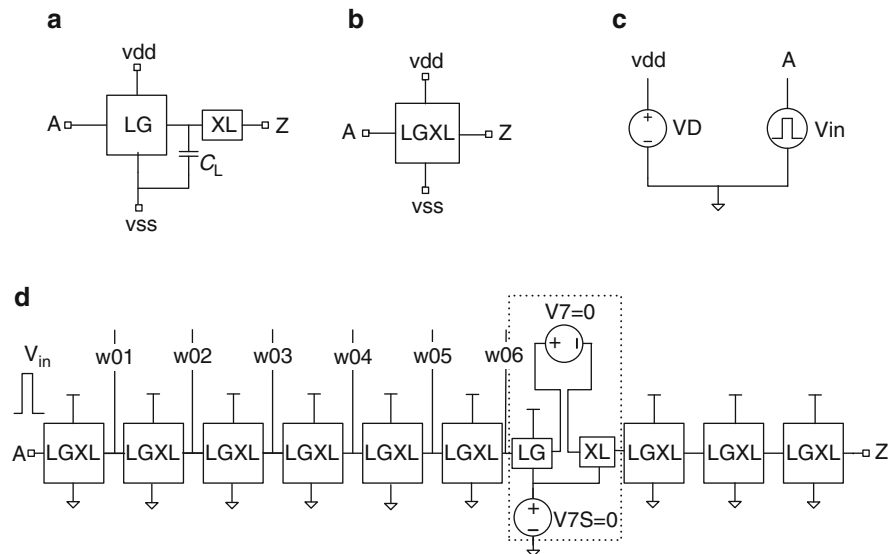 a
vdd
A
LG
XL
Z
C_L
vss
b
vdd
A
LGXL
Z
vss
c
vdd
A
+
−
VD
Vin
d
V_in
w01
w02
w03
w04
w05
w06
V7=0
+
−
A
LGXL
LGXL
LGXL
LGXL
LGXL
LGXL
LG
XL
LGXL
LGXL
LGXL
Z
+
−
V7S=0